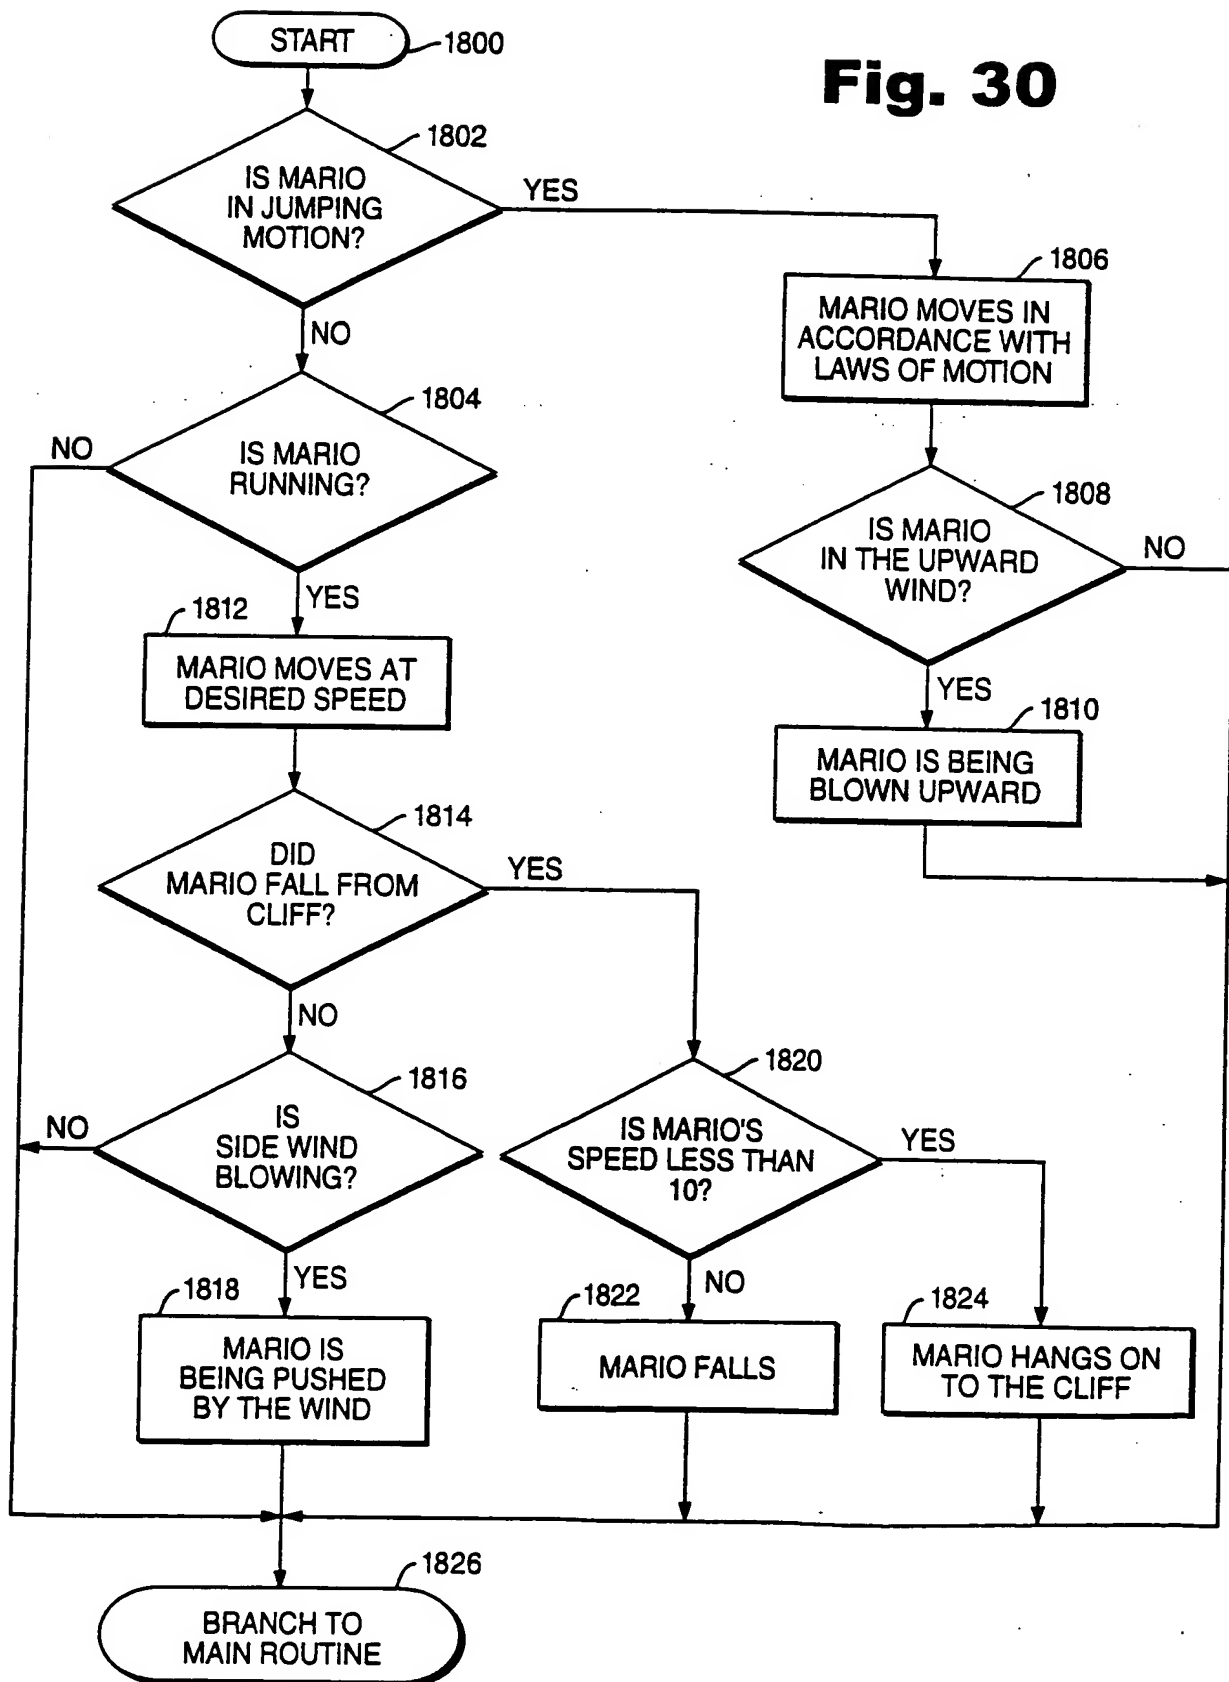 START
1800
Fig. 30
1802
IS MARIO
IN JUMPING
MOTION?
YES
NO
1806
MARIO MOVES IN
ACCORDANCE WITH
LAWS OF MOTION
1804
IS MARIO
RUNNING?
NO
YES
1808
IS MARIO
IN THE UPWARD
WIND?
NO
YES
1812
MARIO MOVES AT
DESIRED SPEED
1810
MARIO IS BEING
BLOWN UPWARD
1814
DID
MARIO FALL FROM
CLIFF?
YES
NO
1816
IS
SIDE WIND
BLOWING?
NO
YES
1820
IS MARIO'S
SPEED LESS THAN
10?
YES
NO
1818
MARIO IS
BEING PUSHED
BY THE WIND
1822
MARIO FALLS
1824
MARIO HANGS ON
TO THE CLIFF
1826
BRANCH TO
MAIN ROUTINE